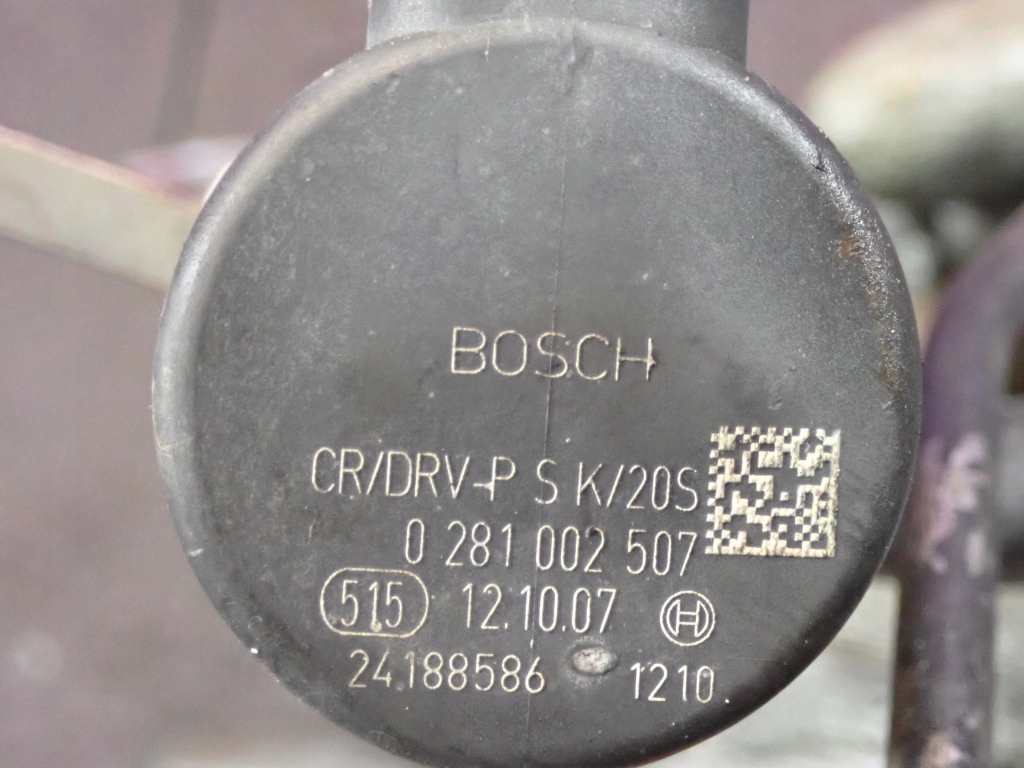 BOSCH
CR/DRV-P S K/20S
0 281 002 507
515 12.10.07 H
24188586 1210